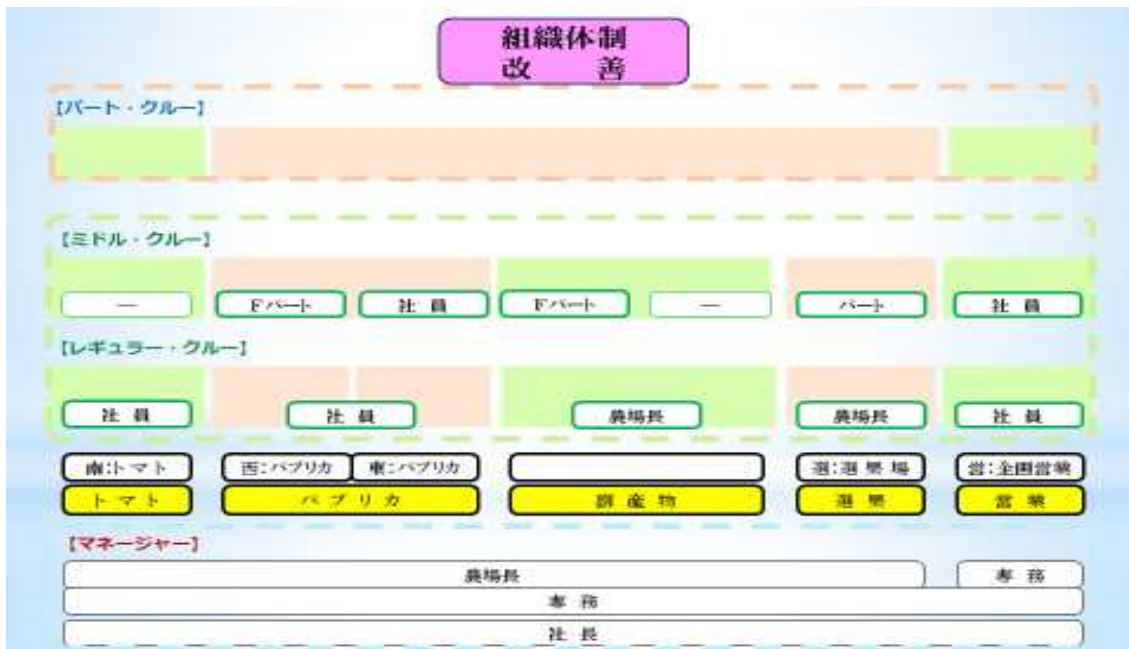 組織体制
改 善
【パート・クルー】
【ミドル・クルー】
― Fパート 社 員 Fパート ― パート 社 員
【レギュラー・クルー】
社 員 社 員 農場長 農場長 社 員
南:トマト 西:パプリカ 東:パプリカ 選:選果場 営:企画営業
トマト パプリカ 副産物 選果 営業
【マネージャー】
農場長 専 務
専 務
社 長